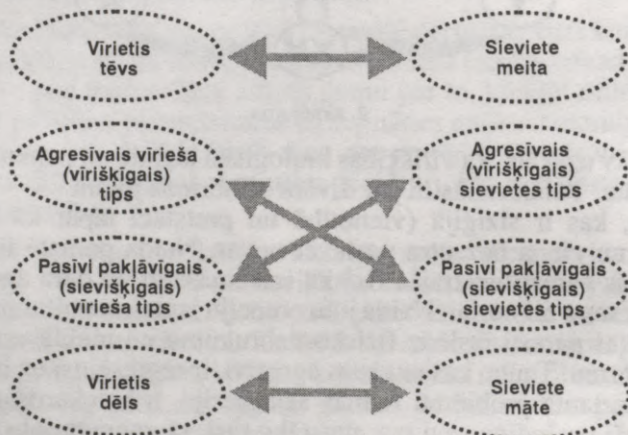 Vīrietis
tēvs
Sieviete
meita
Agresīvais vīrieša
(vīrišķīgais)
tips
Agresīvais
(vīrišķīgais)
sievietes tips
Pasīvi pakļāvīgais
(sievišķīgais)
vīrieša tips
Pasīvi pakļāvīgais
(sievišķīgais)
sievietes tips
Vīrietis
dēls
Sieviete
māte